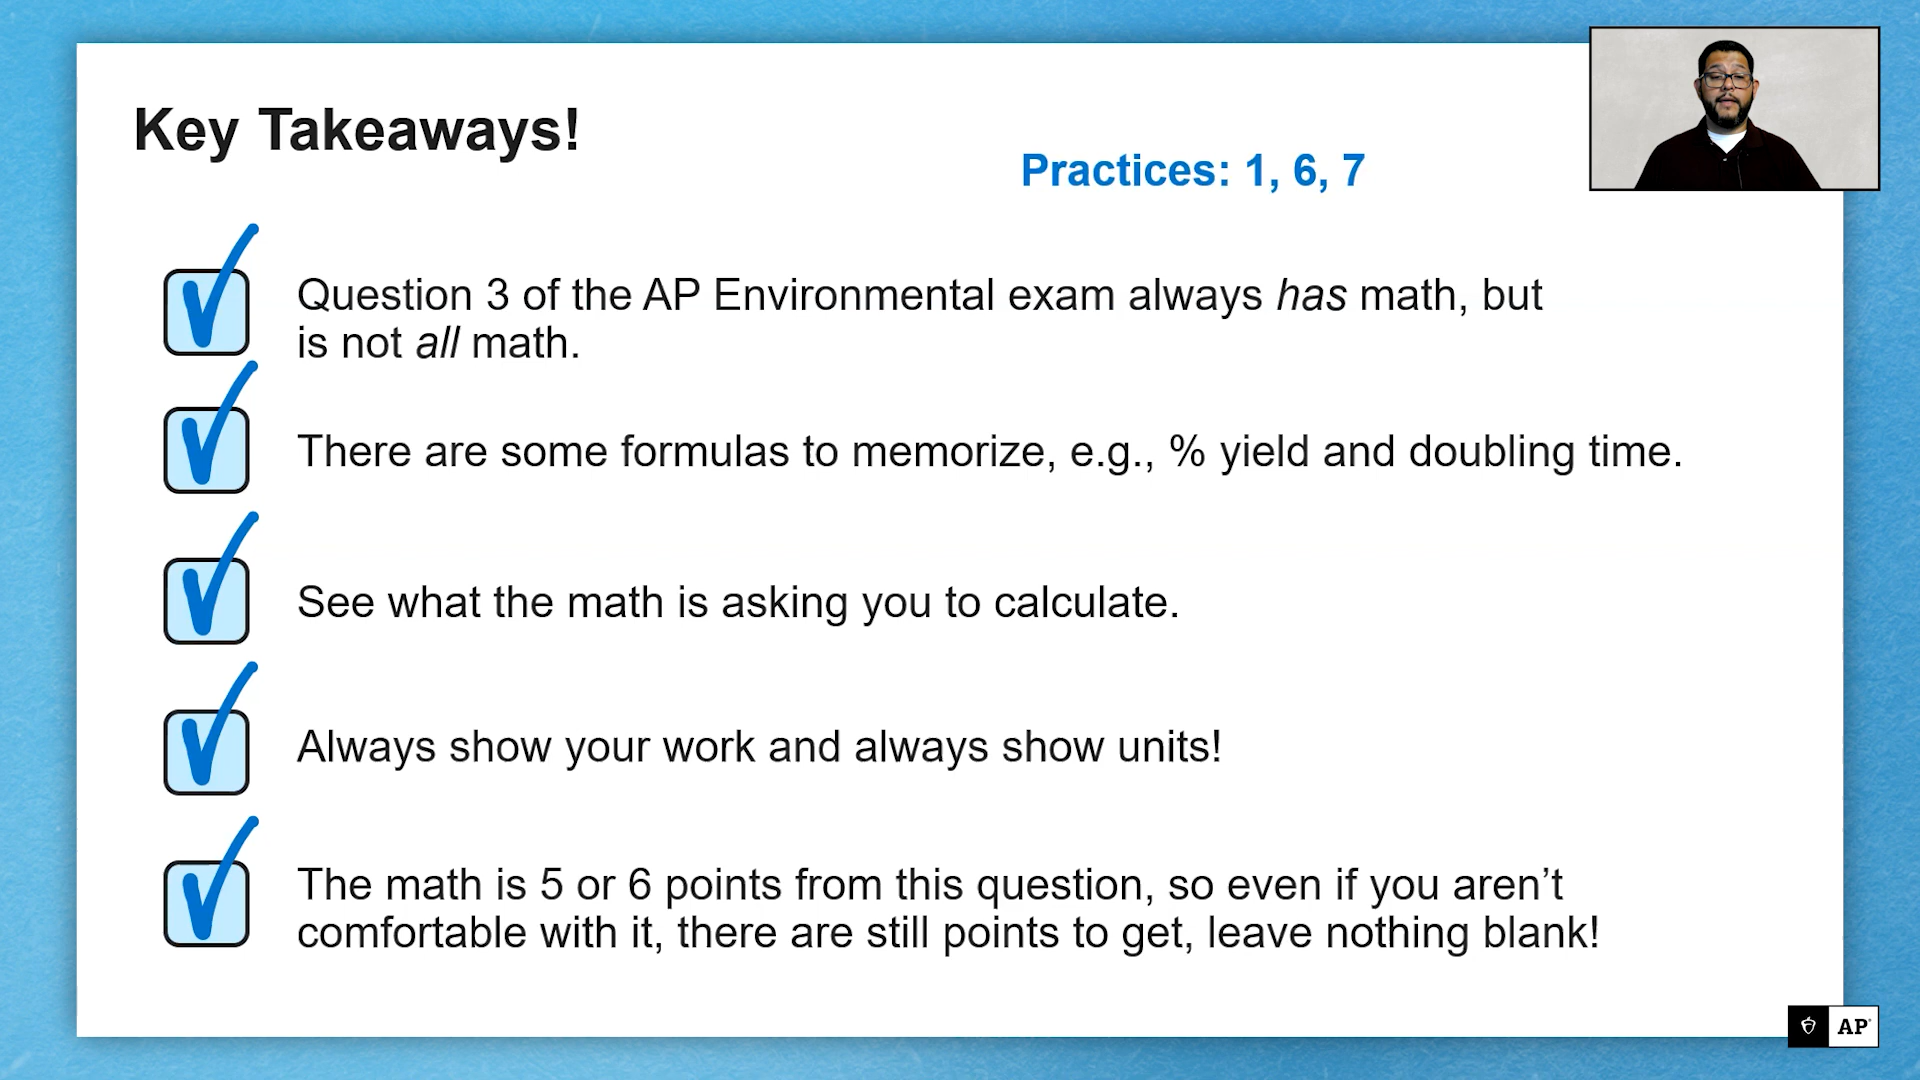 Key Takeaways!
Practices: 1, 6, 7
Question 3 of the AP Environmental exam always has math, but
is not all math.
There are some formulas to memorize, e.g., % yield and doubling time.
See what the math is asking you to calculate.
Always show your work and always show units!
The math is 5 or 6 points from this question, so even if you aren’t
comfortable with it, there are still points to get, leave nothing blank!
AP